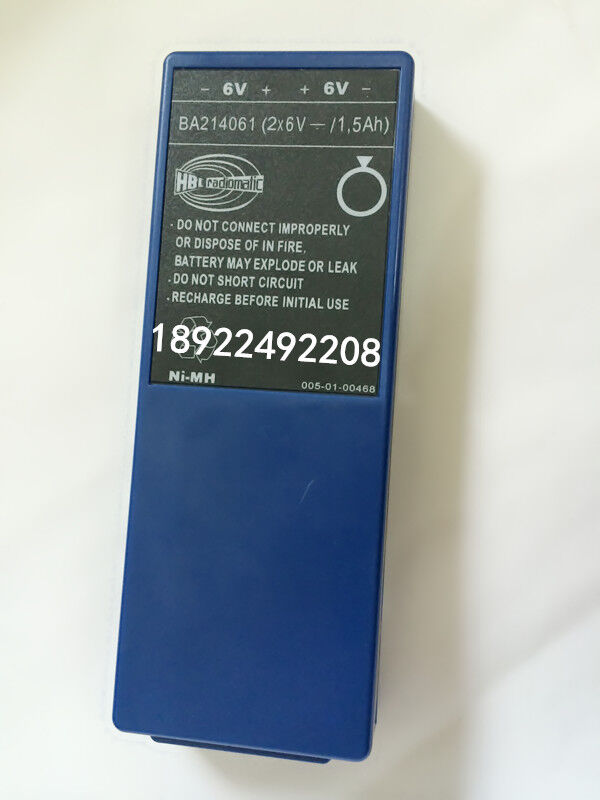 - 6V + + 6V -
BA214061 (2x6V ⎓ /1,5Ah)
HBC radiomatic
. DO NOT CONNECT IMPROPERLY
OR DISPOSE OF IN FIRE,
BATTERY MAY EXPLODE OR LEAK
. DO NOT SHORT CIRCUIT
. RECHARGE BEFORE INITIAL USE
18922492208
Ni-MH
005-01-00468